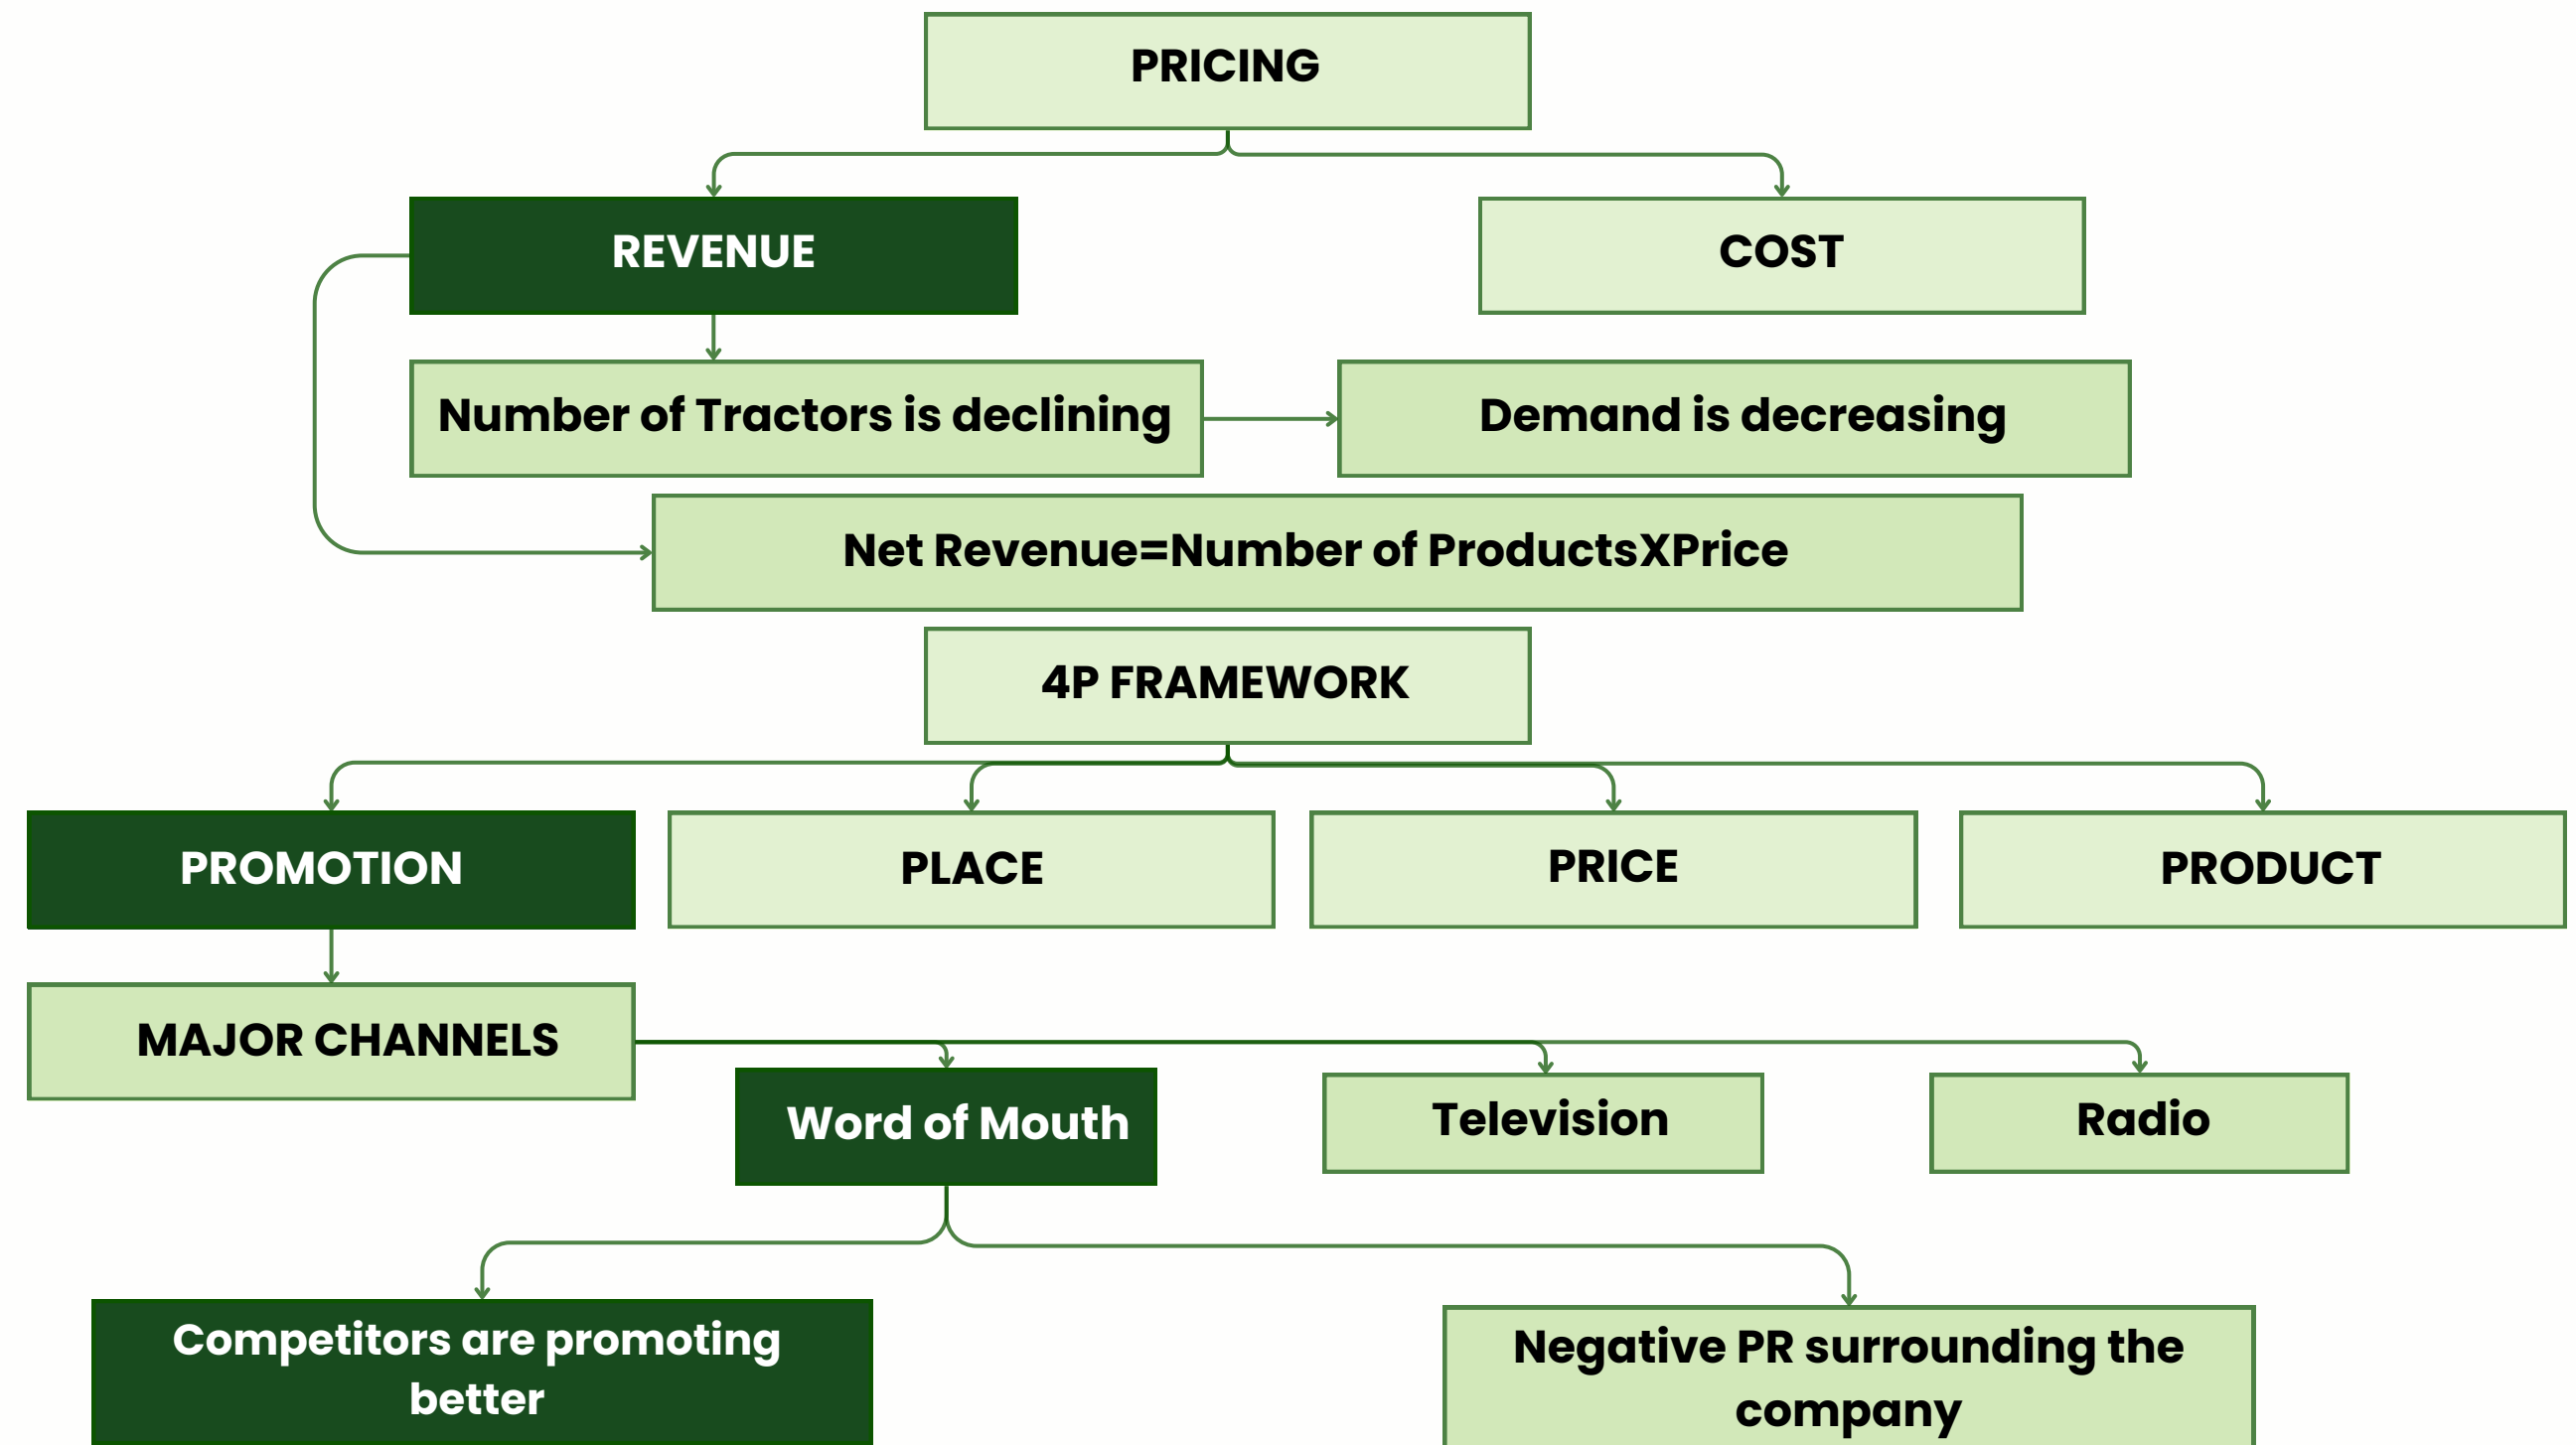 PRICING
REVENUE
COST
Number of Tractors is declining
Demand is decreasing
Net Revenue=Number of ProductsXPrice
4P FRAMEWORK
PROMOTION
PLACE
PRICE
PRODUCT
MAJOR CHANNELS
Word of Mouth
Television
Radio
Competitors are promoting
better
Negative PR surrounding the
company